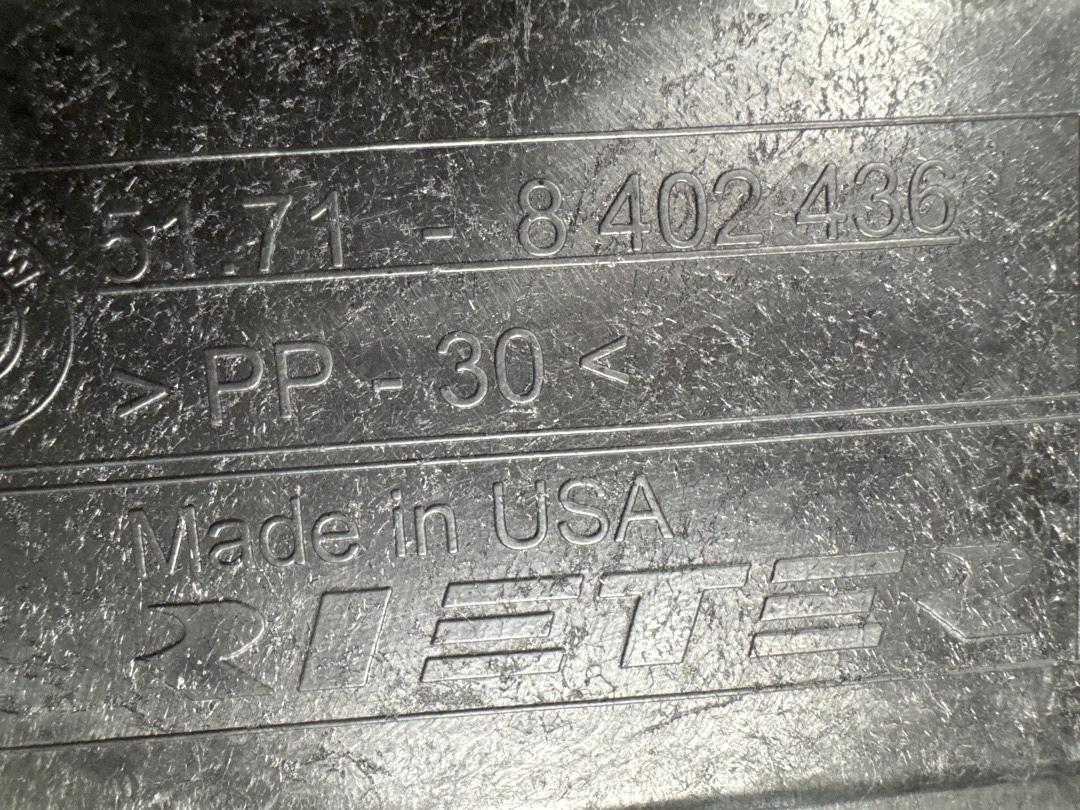 51.71 - 8 402 436
> PP - 30 <
Made in USA
RIETER